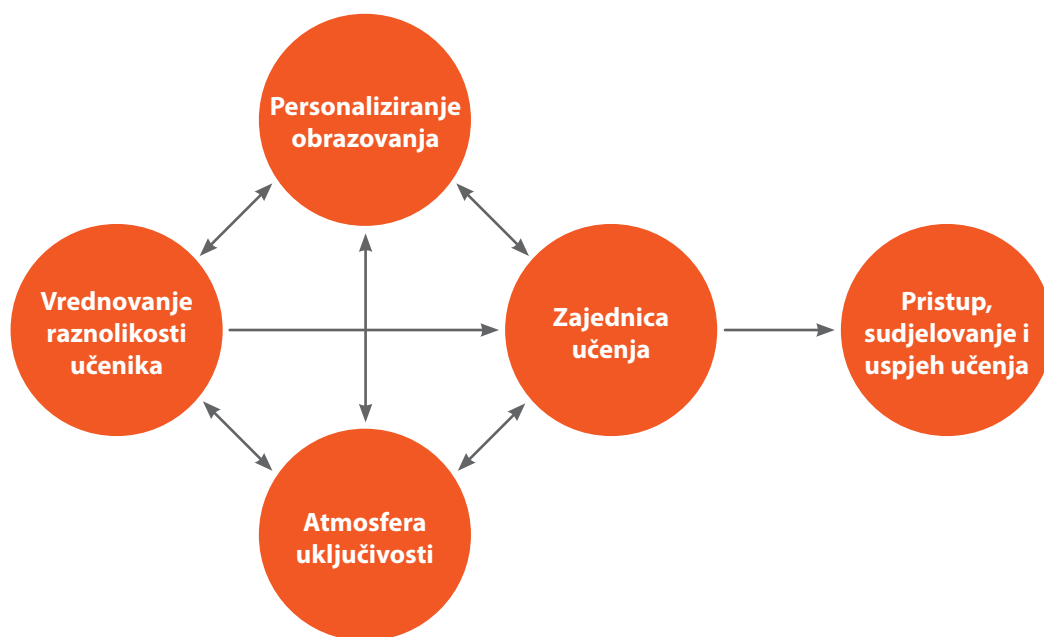 Personaliziranje
obrazovanja
Vrednovanje
raznolikosti
učenika
Zajednica
učenja
Pristup,
sudjelovanje i
uspjeh učenja
Atmosfera
uključivosti